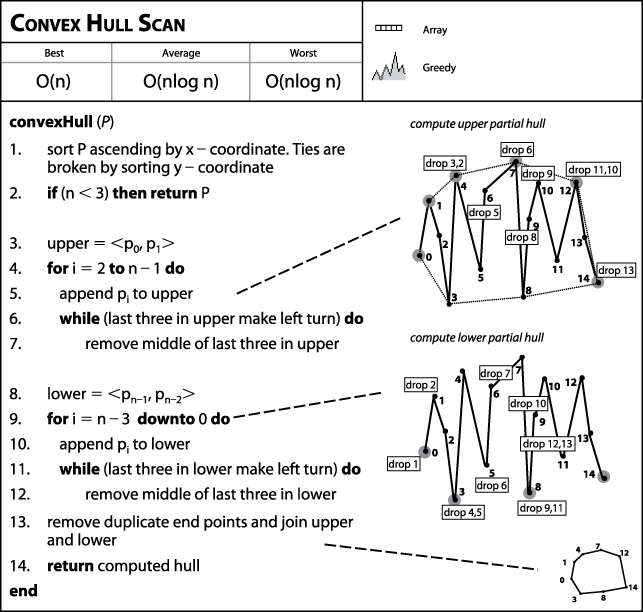 CONVEX HULL SCAN
Best Average Worst
O(n) O(nlog n) O(nlog n)
Array
Greedy
convexHull (P)
1. sort P ascending by x – coordinate. Ties are
broken by sorting y – coordinate
2. if (n < 3) then return P
3. upper = <p0, p1>
4. for i = 2 to n – 1 do
5. append pi to upper
6. while (last three in upper make left turn) do
7. remove middle of last three in upper
8. lower = <pn–1, pn–2>
9. for i = n – 3 downto 0 do
10. append pi to lower
11. while (last three in lower make left turn) do
12. remove middle of last three in lower
13. remove duplicate end points and join upper
and lower
14. return computed hull
end
compute upper partial hull
drop 6
drop 3,2 7 drop 9 drop 11,10
4 6 10 12
1 drop 5
9
2 drop 8 13
0 11
5 drop 13
14
3 8
compute lower partial hull
7
4 drop 7 10 12
drop 2 6
1 drop 10
9
2 13
0 drop 12,13
drop 1 5 11
drop 6 14
3 8
drop 4,5 drop 9,11
4 7 12
1
0
3 8 14